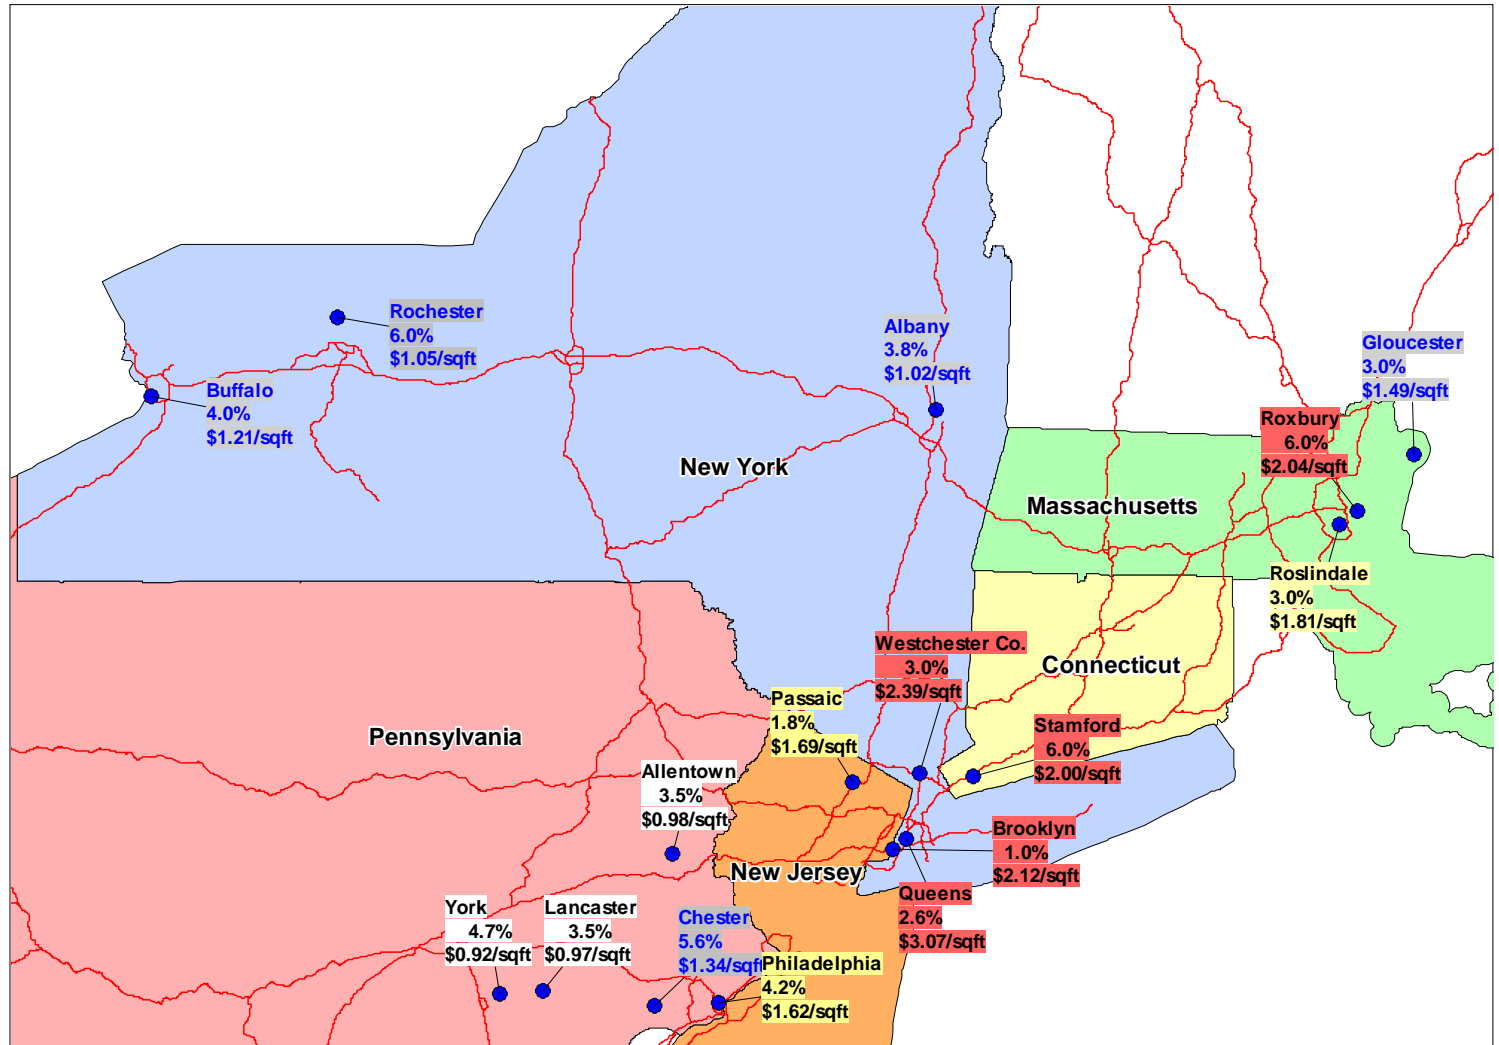 Rochester
6.0%
$1.05/sqft
Albany
3.8%
$1.02/sqft
Gloucester
3.0%
$1.49/sqft
Buffalo
4.0%
$1.21/sqft
Roxbury
6.0%
$2.04/sqft
New York
Massachusetts
Roslindale
3.0%
$1.81/sqft
Westchester Co.
3.0%
$2.39/sqft
Connecticut
Passaic
1.8%
$1.69/sqft
Stamford
6.0%
$2.00/sqft
Pennsylvania
Allentown
3.5%
$0.98/sqft
Brooklyn
1.0%
$2.12/sqft
New Jersey
Queens
2.6%
$3.07/sqft
York
4.7%
$0.92/sqft
Lancaster
3.5%
$0.97/sqft
Chester
5.6%
$1.34/sqft
Philadelphia
4.2%
$1.62/sqft